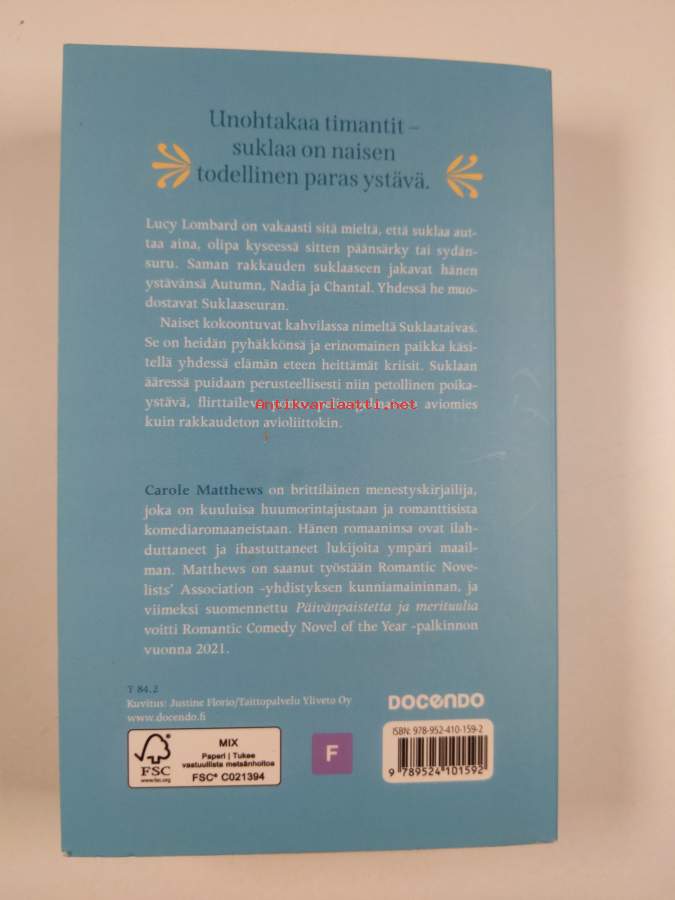 Unohtakaa timantit –
suklaa on naisen
todellinen paras ystävä.
Lucy Lombard on vakaasti sitä mieltä, että suklaa aut-
taa aina, olipa kyseessä sitten päänsärky tai sydän-
suru. Saman rakkauden suklaaseen jakavat hänen
ystävänsä Autumn, Nadia ja Chantal. Yhdessä he muo-
dostavat Suklaaseuran.
Naiset kokoontuvat kahvilassa nimeltä Suklaataivas.
Se on heidän pyhäkkönsä ja erinomainen paikka käsi-
tellä yhdessä elämän eteen heittämät kriisit. Suklaan
ääressä puidaan perusteellisesti niin petollinen poika-
ystävä, flirttaileva aviomies
Antikvariaatti.net
kuin rakkaudeton avioliittokin.
Carole Matthews on brittiläinen menestyskirjailija,
joka on kuuluisa huumorintajustaan ja romanttisista
komediaromaaneistaan. Hänen romaaninsa ovat ilah-
duttaneet ja ihastuttaneet lukijoita ympäri maail-
man. Matthews on saanut työstään Romantic Nove-
lists’ Association -yhdistyksen kunniamaininnan, ja
viimeksi suomennettu Päivänpaistetta ja merituulia
voitti Romantic Comedy Novel of the Year -palkinnon
vuonna 2021.
T 84.2
Kuvitus: Justine Florio/Taittopalvelu Yliveto Oy
www.docendo.fi
DOCENDO
ISBN: 978-952-410-159-2
9 789524 101592
FSC
www.fsc.org
MIX
Paperi | Tukee
vastuullista metsänhoitoa
FSC® C021394
F